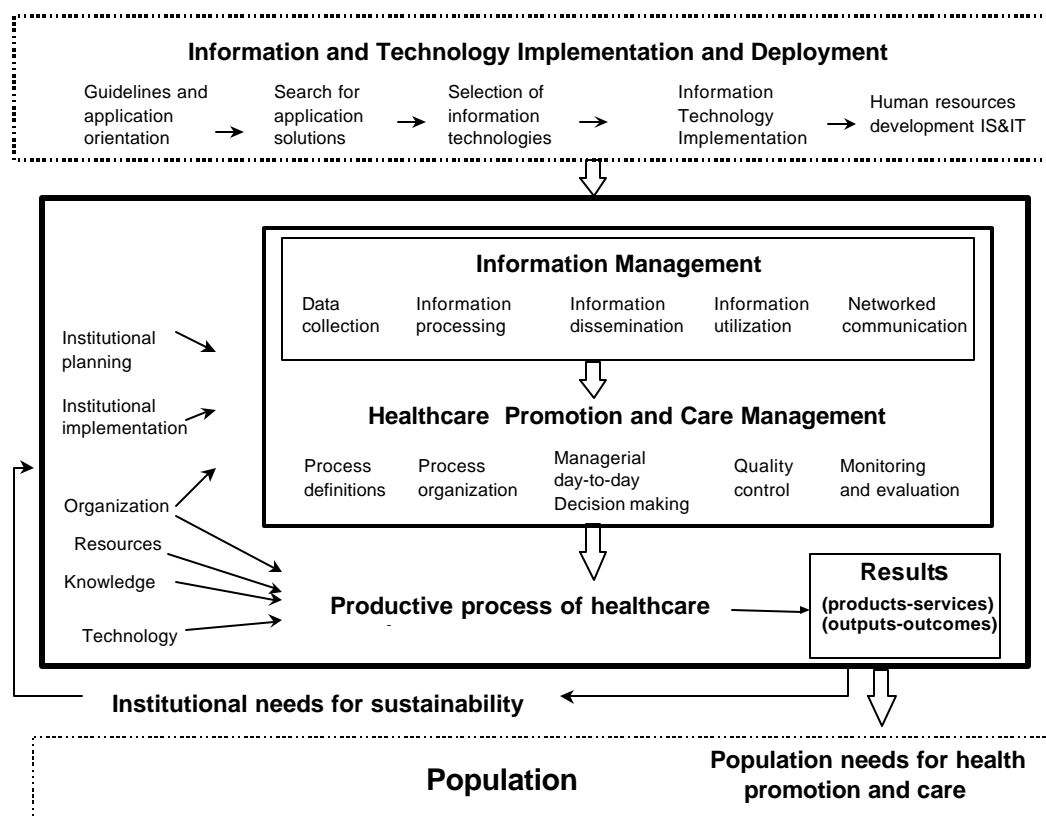 Information and Technology Implementation and Deployment
Guidelines and
application
orientation
Search for
application
solutions
Selection of
information
technologies
Information
Technology
Implementation
Human resources
development IS&IT
Information Management
Data
collection
Information
processing
Information
dissemination
Information
utilization
Networked
communication
Institutional
planning
Institutional
implementation
Organization
Resources
Knowledge
Technology
Healthcare Promotion and Care Management
Process
definitions
Process
organization
Managerial
day-to-day
Decision making
Quality
control
Monitoring
and evaluation
Productive process of healthcare
Results
(products-services)
(outputs-outcomes)
Institutional needs for sustainability
Population
Population needs for health
promotion and care